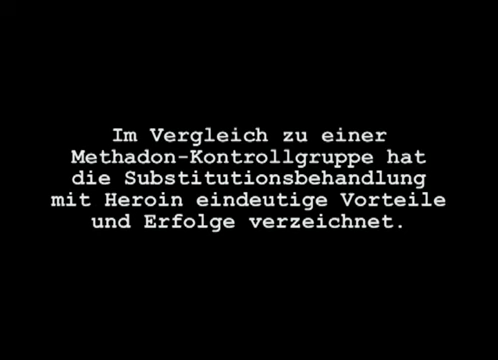 Im Vergleich zu einer
Methadon-Kontrollgruppe hat
die Substitutionsbehandlung
mit Heroin eindeutige Vorteile
und Erfolge verzeichnet.